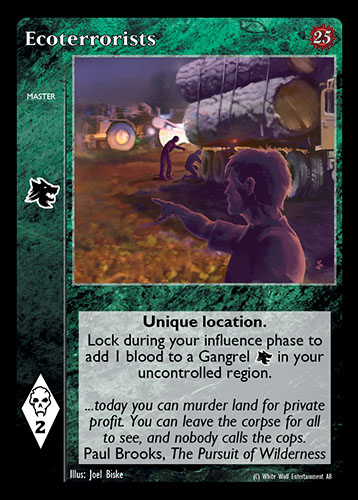 Ecoterrorists
25
MASTER
Unique location.
Lock during your influence phase to
add 1 blood to a Gangrel in your
uncontrolled region.
...today you can murder land for private
profit. You can leave the corpse for all
to see, and nobody calls the cops.
Paul Brooks, The Pursuit of Wilderness
2
Illus: Joel Biske
(C) White Wolf Entertainment AB